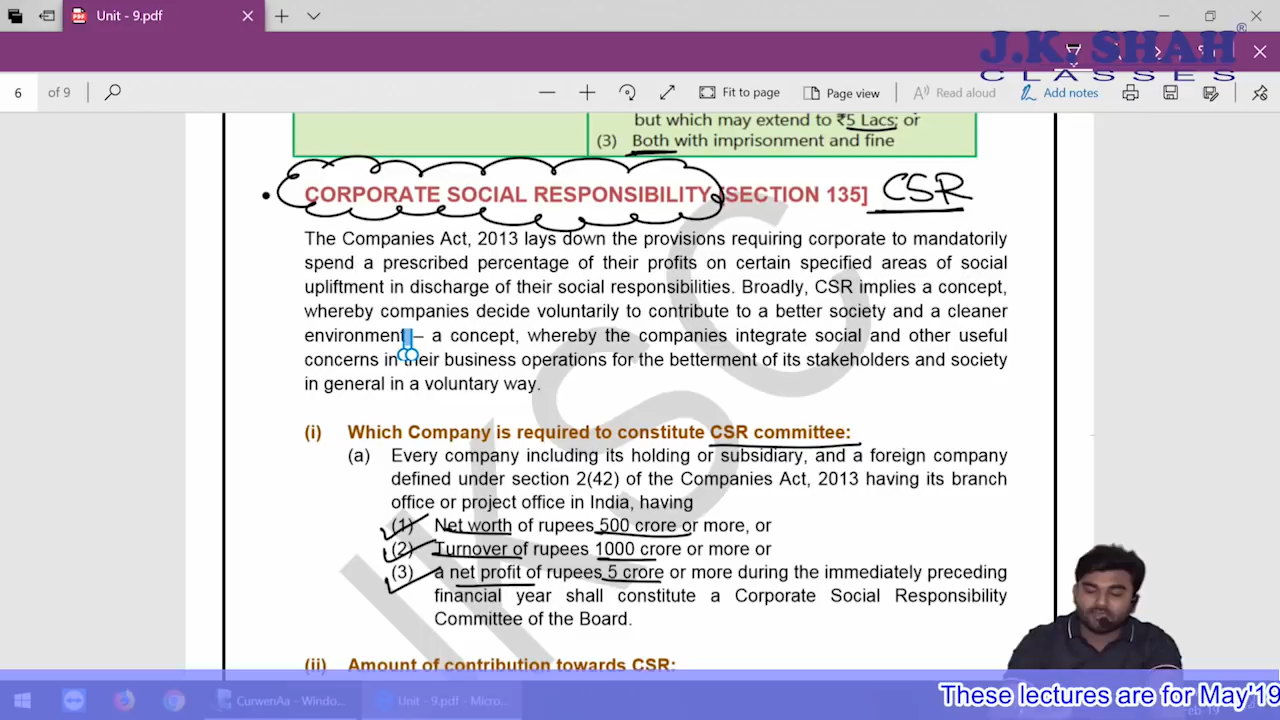 Unit - 9.pdf
J.K. SHAH ®
CLASSES
6 of 9
Fit to page
Page view
Read aloud
Add notes
but which may extend to ₹5 Lacs; or
(3) Both with imprisonment and fine
• CORPORATE SOCIAL RESPONSIBILITY [SECTION 135] CSR
The Companies Act, 2013 lays down the provisions requiring corporate to mandatorily
spend a prescribed percentage of their profits on certain specified areas of social
upliftment in discharge of their social responsibilities. Broadly, CSR implies a concept,
whereby companies decide voluntarily to contribute to a better society and a cleaner
environment – a concept, whereby the companies integrate social and other useful
concerns in their business operations for the betterment of its stakeholders and society
in general in a voluntary way.
(i) Which Company is required to constitute CSR committee:
(a) Every company including its holding or subsidiary, and a foreign company
defined under section 2(42) of the Companies Act, 2013 having its branch
office or project office in India, having
(1) Net worth of rupees 500 crore or more, or
(2) Turnover of rupees 1000 crore or more or
(3) a net profit of rupees 5 crore or more during the immediately preceding
financial year shall constitute a Corporate Social Responsibility
Committee of the Board.
(ii) Amount of contribution towards CSR:
JKSC
CurwenAa - Windo...
Unit - 9.pdf - Micro...
These lectures are for May'19